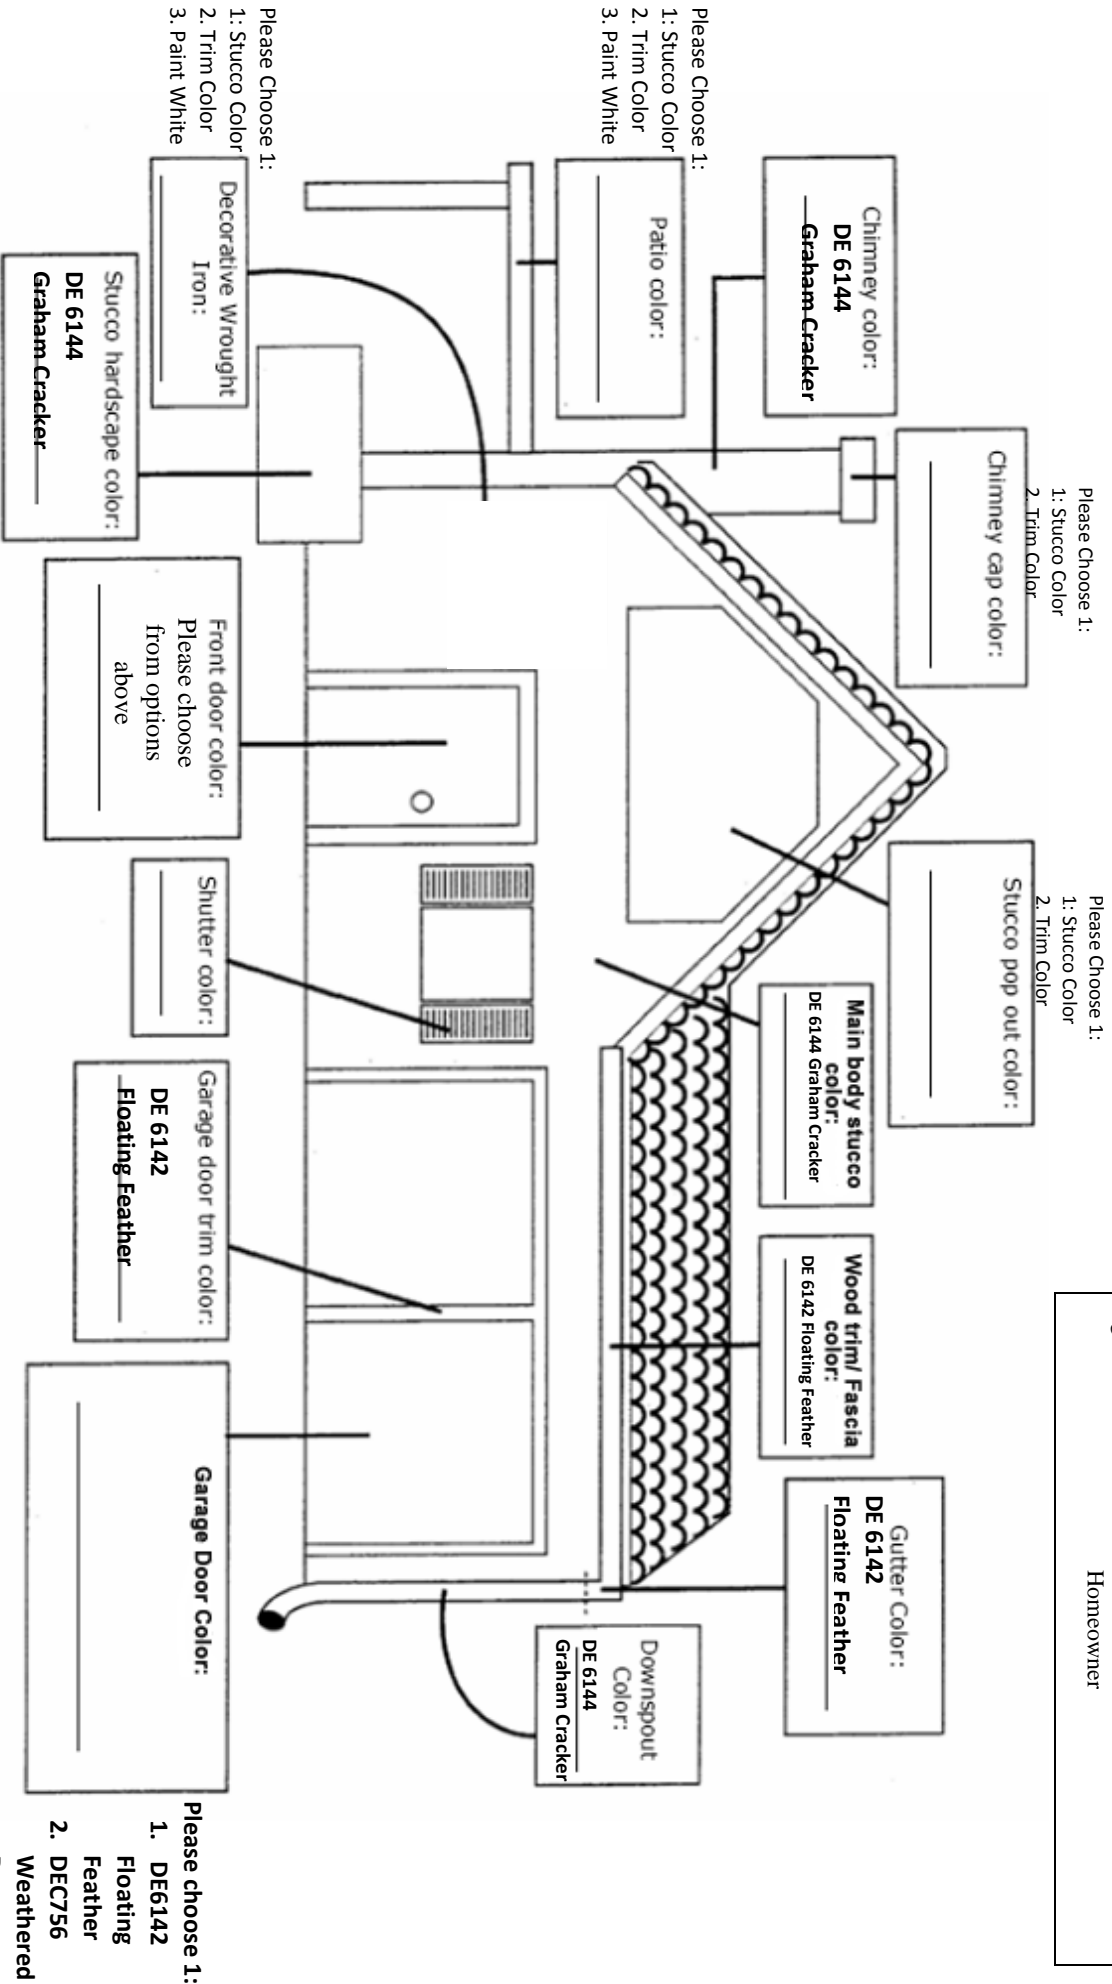 Homeowner
Please Choose 1:
1: Stucco Color
2. Trim Color
Chimney cap color:
Please Choose 1:
1: Stucco Color
2. Trim Color
Stucco pop out color:
Chimney color:
DE 6144
Graham Cracker
Main body stucco
color:
DE 6144 Graham Cracker
Wood trim/ Fascia
color:
DE 6142 Floating Feather
Gutter Color:
DE 6142
Floating Feather
Please Choose 1:
1: Stucco Color
2. Trim Color
3. Paint White
Patio color:
Downspout
Color:
DE 6144
Graham Cracker
Please Choose 1:
1: Stucco Color
2. Trim Color
3. Paint White
Decorative Wrought
Iron:
Stucco hardscape color:
DE 6144
Graham Cracker
Front door color:
Please choose
from options
above
Shutter color:
Garage door trim color:
DE 6142
Floating Feather
Garage Door Color:
Please choose 1:
1. DE6142
Floating
Feather
2. DEC756
Weathered